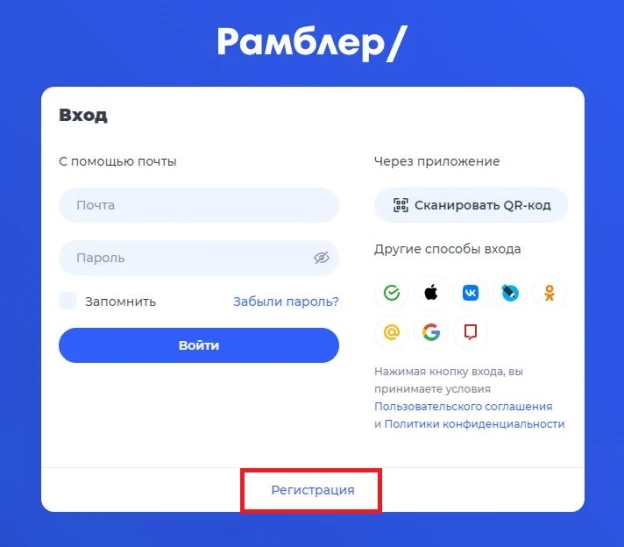 Рамблер/
Вход
С помощью почты
Почта
Пароль
Запомнить
Забыли пароль?
Войти
Через приложение
Сканировать QR-код
Другие способы входа
Нажимая кнопку входа, вы
принимаете условия
Пользовательского соглашения
и Политики конфиденциальности
Регистрация